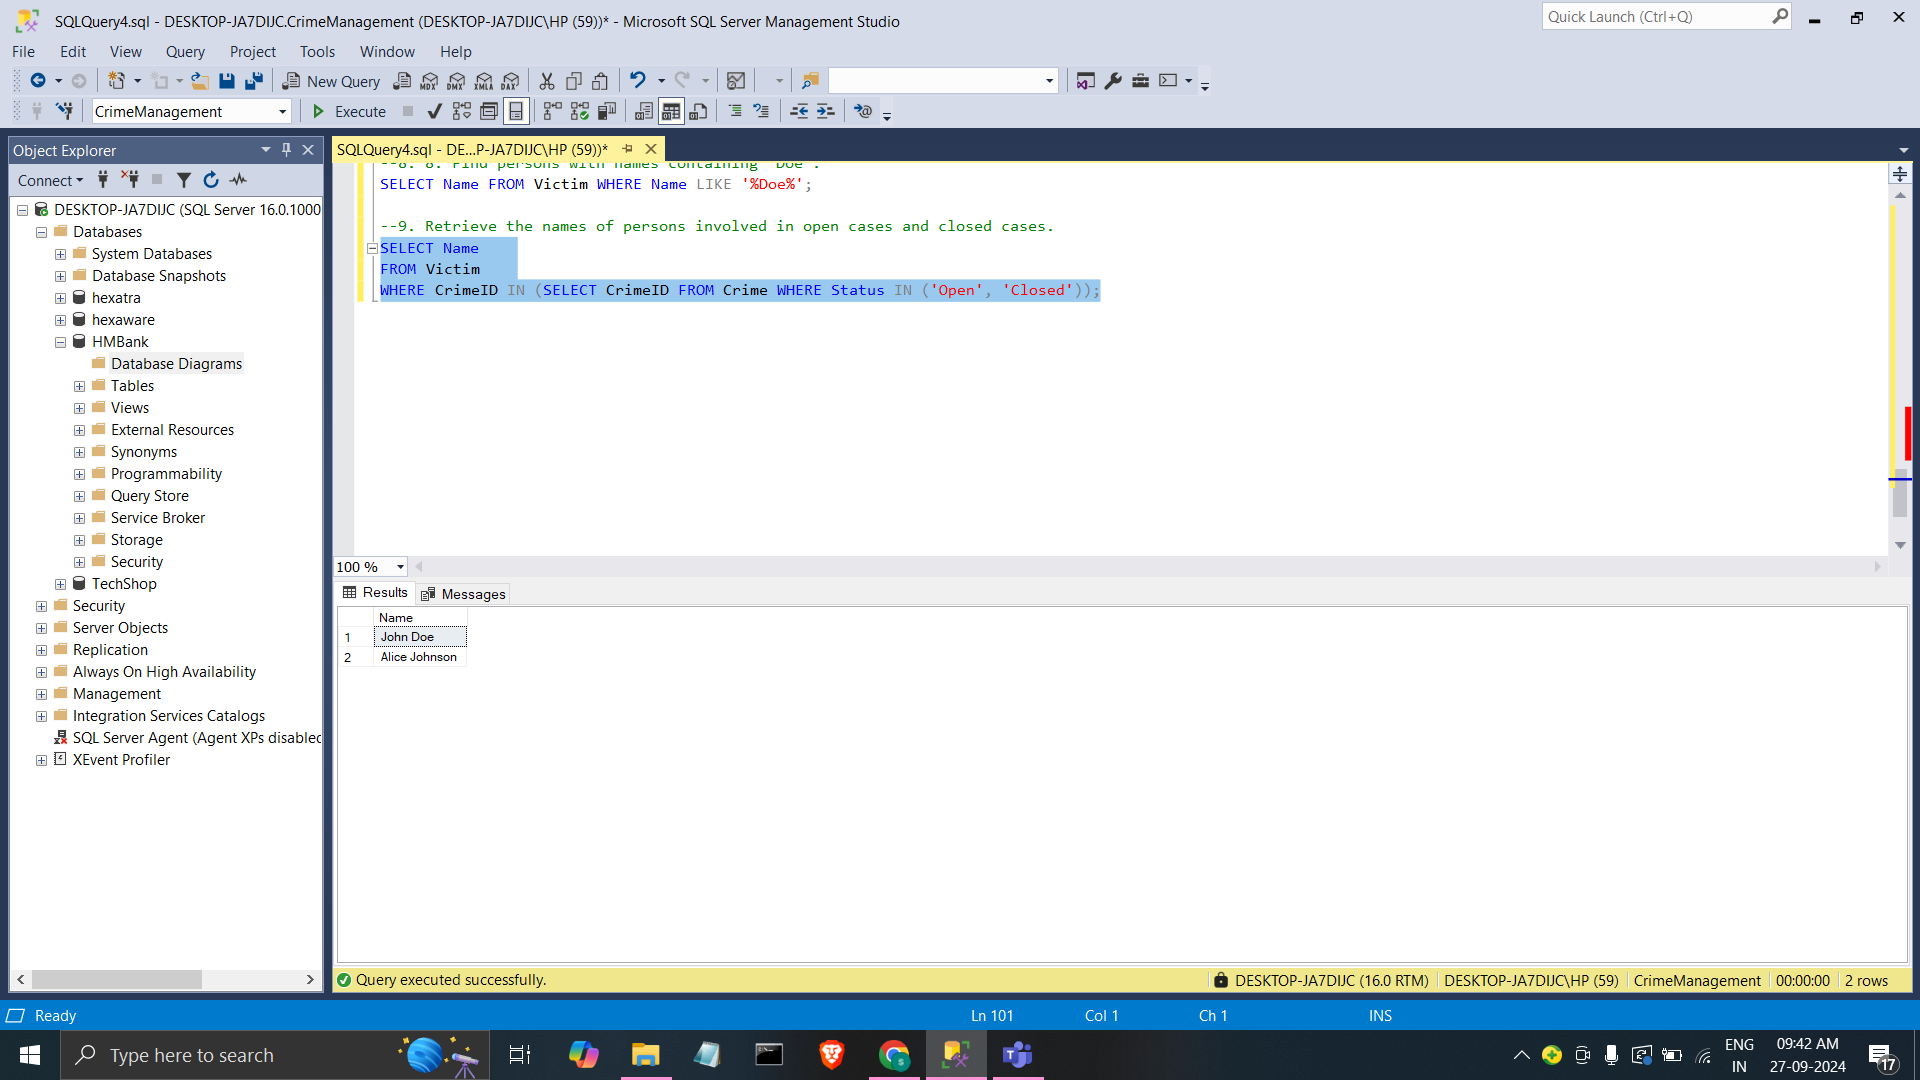 SQLQuery4.sql - DESKTOP-JA7DIJC.CrimeManagement (DESKTOP-JA7DIJC\HP (59))* - Microsoft SQL Server Management Studio
Quick Launch (Ctrl+Q)
File Edit View Query Project Tools Window Help
New Query MDX DMX XMLA DAX
CrimeManagement Execute
Object Explorer
Connect
DESKTOP-JA7DIJC (SQL Server 16.0.1000
Databases
System Databases
Database Snapshots
hexatra
hexaware
HMBank
Database Diagrams
Tables
Views
External Resources
Synonyms
Programmability
Query Store
Service Broker
Storage
Security
TechShop
Security
Server Objects
Replication
Always On High Availability
Management
Integration Services Catalogs
SQL Server Agent (Agent XPs disabled
XEvent Profiler
SQLQuery4.sql - DE...P-JA7DIJC\HP (59))*
--8. 8. Find persons with names containing 'Doe'.
SELECT Name FROM Victim WHERE Name LIKE '%Doe%';
--9. Retrieve the names of persons involved in open cases and closed cases.
SELECT Name
FROM Victim
WHERE CrimeID IN (SELECT CrimeID FROM Crime WHERE Status IN ('Open', 'Closed'));
100 %
Results Messages
Name
1 John Doe
2 Alice Johnson
Query executed successfully. DESKTOP-JA7DIJC (16.0 RTM) DESKTOP-JA7DIJC\HP (59) CrimeManagement 00:00:00 2 rows
Ready Ln 101 Col 1 Ch 1 INS
Type here to search
ENG
IN
09:42 AM
27-09-2024
17